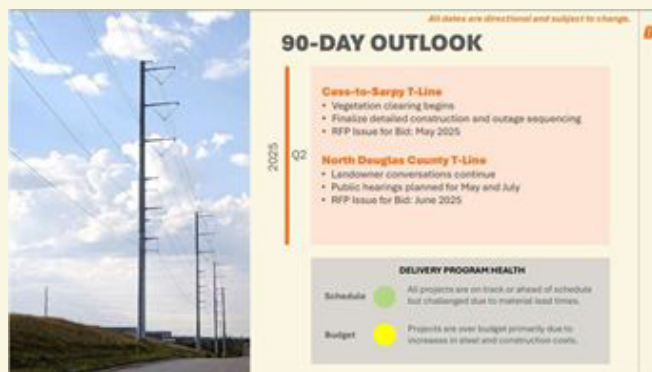 All dates are directional and subject to change.
90-DAY OUTLOOK
2025
Q2
Cass-to-Sarpy T-Line
• Vegetation clearing begins
• Finalize detailed construction and outage sequencing
• RFP Issue for Bid: May 2025
North Douglas County T-Line
• Landowner conversations continue
• Public hearings planned for May and July
• RFP Issue for Bid: June 2025
DELIVERY PROGRAM HEALTH
Schedule
All projects are on track or ahead of schedule
but challenged due to material lead times.
Budget
Projects are over budget primarily due to
increases in steel and construction costs.